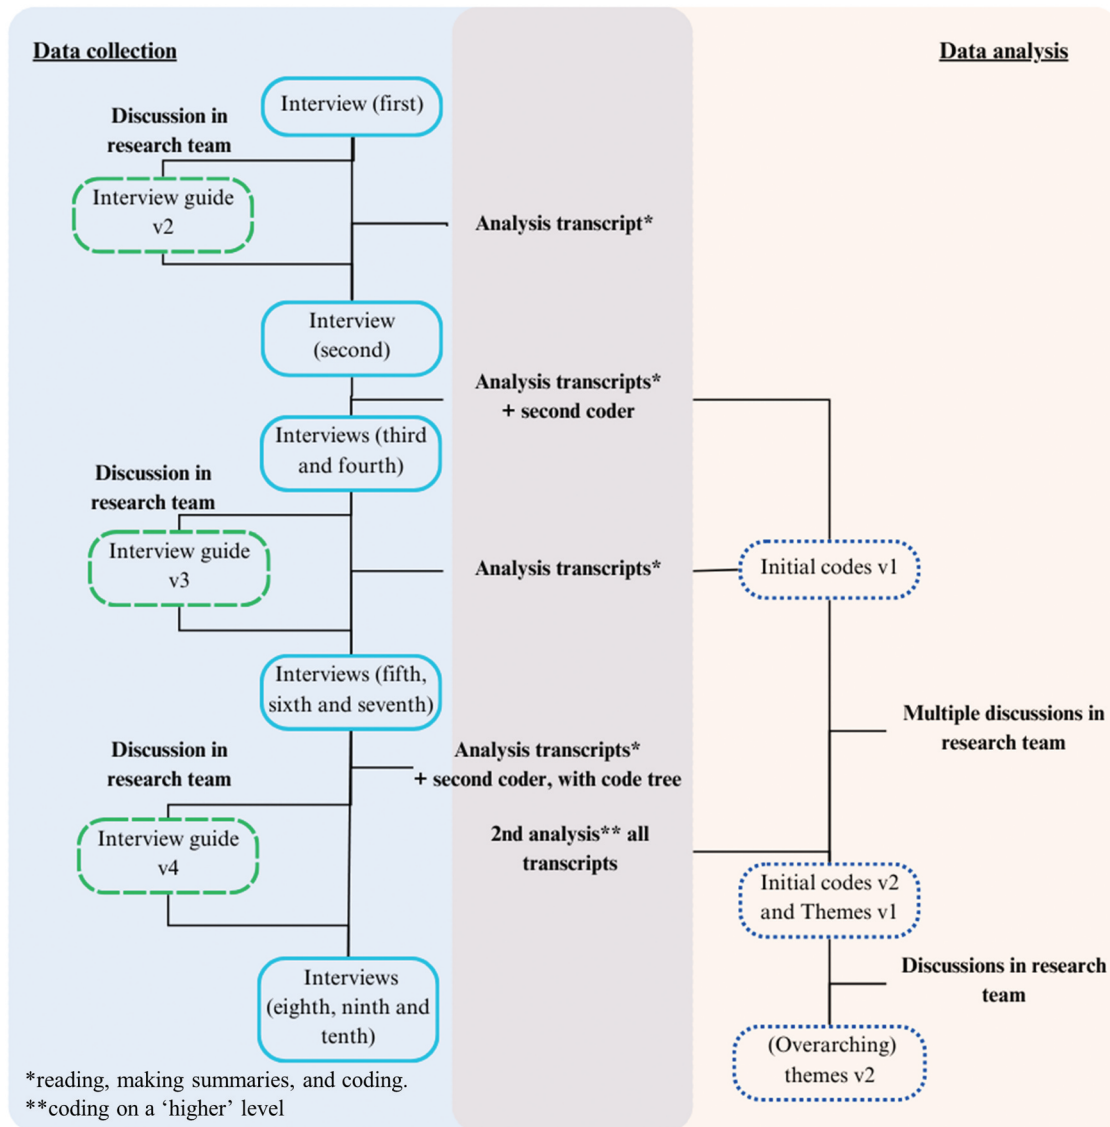 Data collection
Data analysis
Interview (first)
Discussion in
research team
Interview guide
v2
Analysis transcript*
Interview
(second)
Analysis transcripts*
+ second coder
Interviews (third
and fourth)
Discussion in
research team
Interview guide
v3
Analysis transcripts*
Initial codes v1
Interviews (fifth,
sixth and seventh)
Multiple discussions in
research team
Discussion in
research team
Analysis transcripts*
+ second coder, with code tree
Interview guide
v4
2nd analysis** all
transcripts
Initial codes v2
and Themes v1
Discussions in research
team
Interviews
(eighth, ninth and
tenth)
(Overarching)
themes v2
*reading, making summaries, and coding.
**coding on a ‘higher’ level